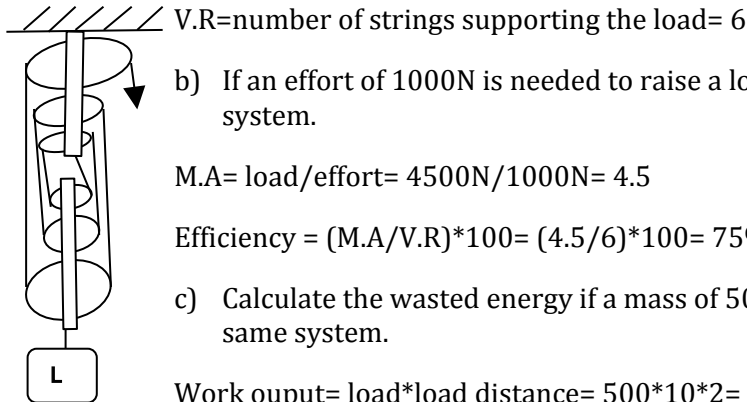 V.R=number of strings supporting the load= 6
b) If an effort of 1000N is needed to raise a
system.
M.A= load/effort= 4500N/1000N= 4.5
Efficiency = (M.A/V.R)*100= (4.5/6)*100= 75
c) Calculate the wasted energy if a mass of
same system.
L
Work ouput= load*load distance= 500*10*2=